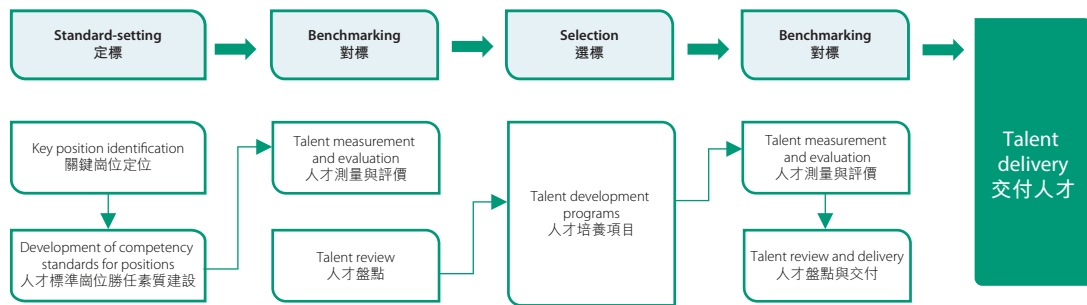 Standard-setting
定標
Benchmarking
對標
Selection
選標
Benchmarking
對標
Key position identification
關鍵崗位定位
Development of competency
standards for positions
人才標準崗位勝任素質建設
Talent measurement
and evaluation
人才測量與評價
Talent review
人才盤點
Talent development
programs
人才培養項目
Talent measurement
and evaluation
人才測量與評價
Talent review and delivery
人才盤點與交付
Talent
delivery
交付人才